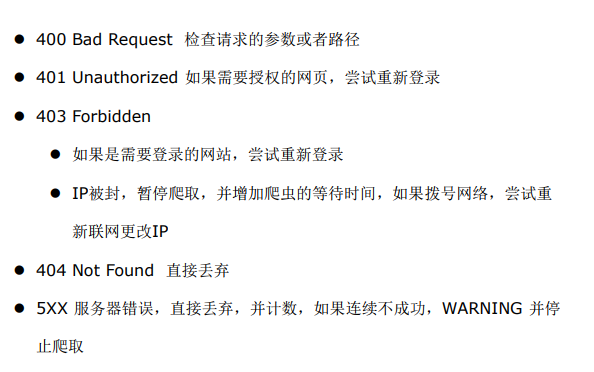 ● 400 Bad Request 检查请求的参数或者路径
● 401 Unauthorized 如果需要授权的网页，尝试重新登录
● 403 Forbidden
● 如果是需要登录的网站，尝试重新登录
● IP被封，暂停爬取，并增加爬虫的等待时间，如果拨号网络，尝试重
新联网更改IP
● 404 Not Found 直接丢弃
● 5XX 服务器错误，直接丢弃，并计数，如果连续不成功，WARNING 并停
止爬取